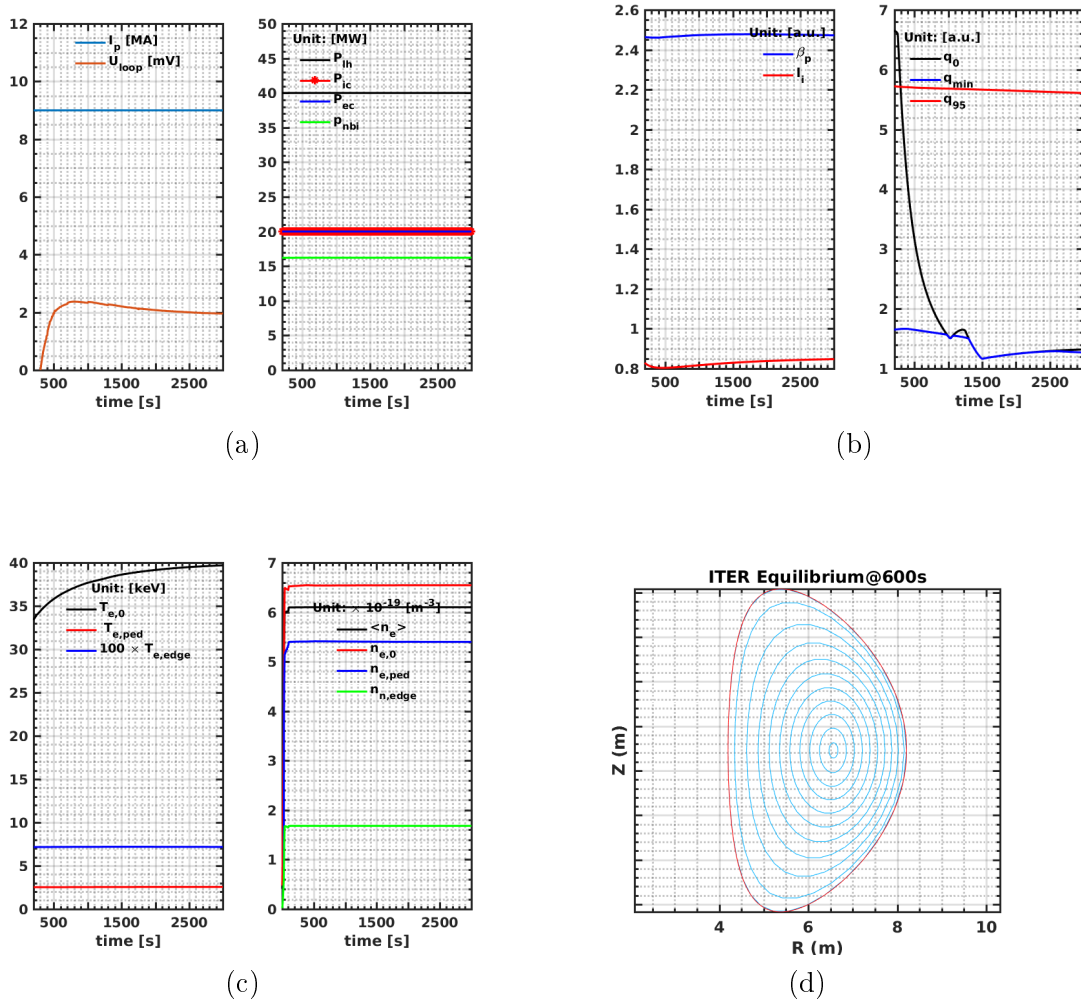 I_p [MA]
U_loop [mV]
12
10
8
6
4
2
0
500 1500 2500
time [s]
Unit: [MW]
P_lh
P_ic
P_ec
p_nbi
50
45
40
35
30
25
20
15
10
5
0
500 1500 2500
time [s]
(a)
Unit: [a.u.]
β_p
l_i
2.6
2.4
2.2
2
1.8
1.6
1.4
1.2
1
0.8
500 1500 2500
time [s]
Unit: [a.u.]
q_0
q_min
q_95
7
6
5
4
3
2
1
500 1500 2500
time [s]
(b)
Unit: [keV]
T_e,0
T_e,ped
100 × T_e,edge
40
35
30
25
20
15
10
5
0
500 1500 2500
time [s]
Unit: × 10^-19 [m^-3]
<n_e>
n_e,0
n_e,ped
n_n,edge
7
6
5
4
3
2
1
0
500 1500 2500
time [s]
(c)
ITER Equilibrium@600s
Z (m)
4 6 8 10
R (m)
(d)